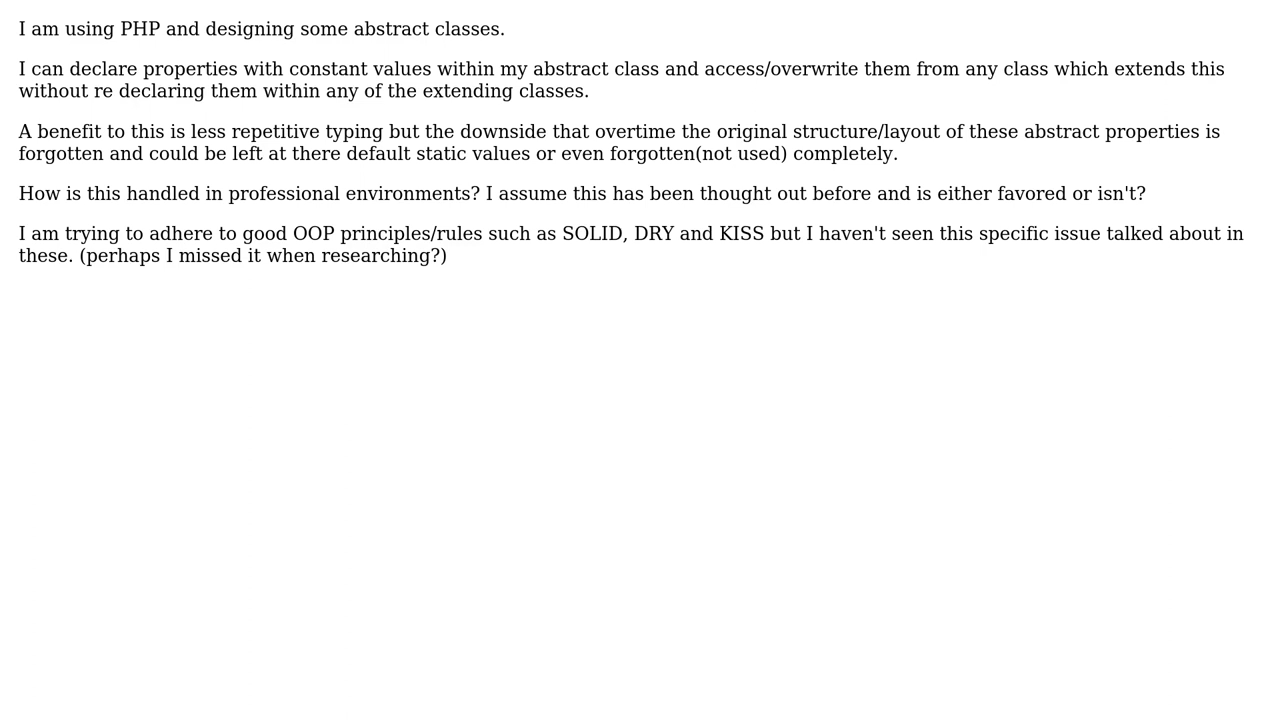 I am using PHP and designing some abstract classes.
I can declare properties with constant values within my abstract class and access/overwrite them from any class which extends this
without re declaring them within any of the extending classes.
A benefit to this is less repetitive typing but the downside that overtime the original structure/layout of these abstract properties is
forgotten and could be left at there default static values or even forgotten(not used) completely.
How is this handled in professional environments? I assume this has been thought out before and is either favored or isn't?
I am trying to adhere to good OOP principles/rules such as SOLID, DRY and KISS but I haven't seen this specific issue talked about in
these. (perhaps I missed it when researching?)